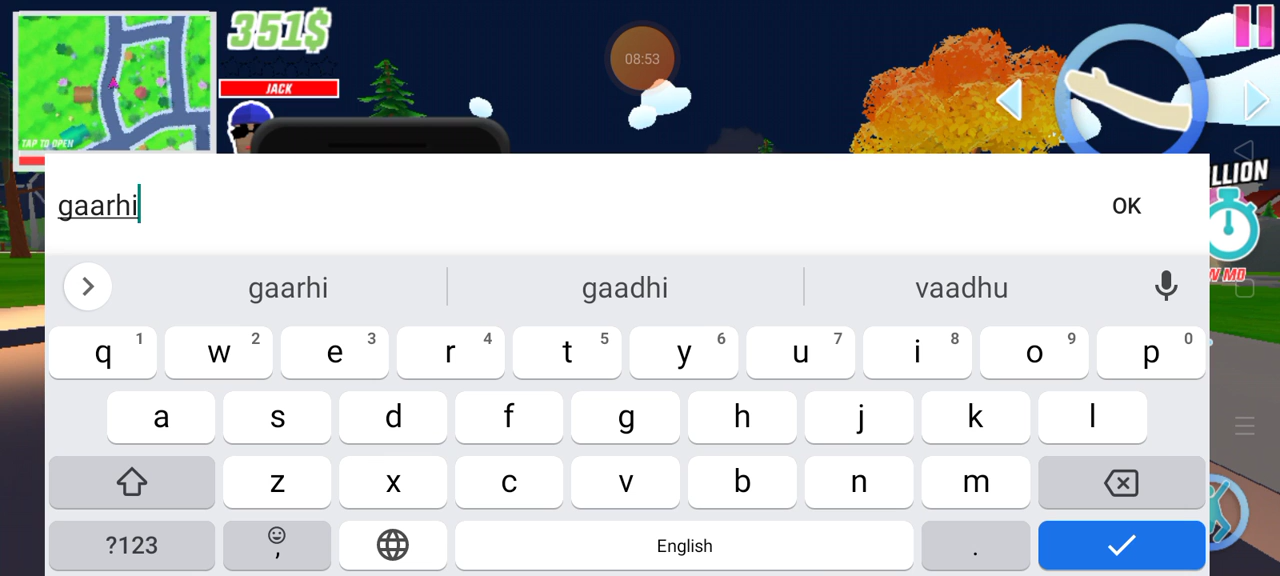 351$
08:53
JACK
TAP TO OPEN
LLION
gaarhi
OK
W MO
gaarhi gaadhi vaadhu
q 1 w 2 e 3 r 4 t 5 y 6 u 7 i 8 o 9 p 0
a s d f g h j k l
z x c v b n m
?123 , English .